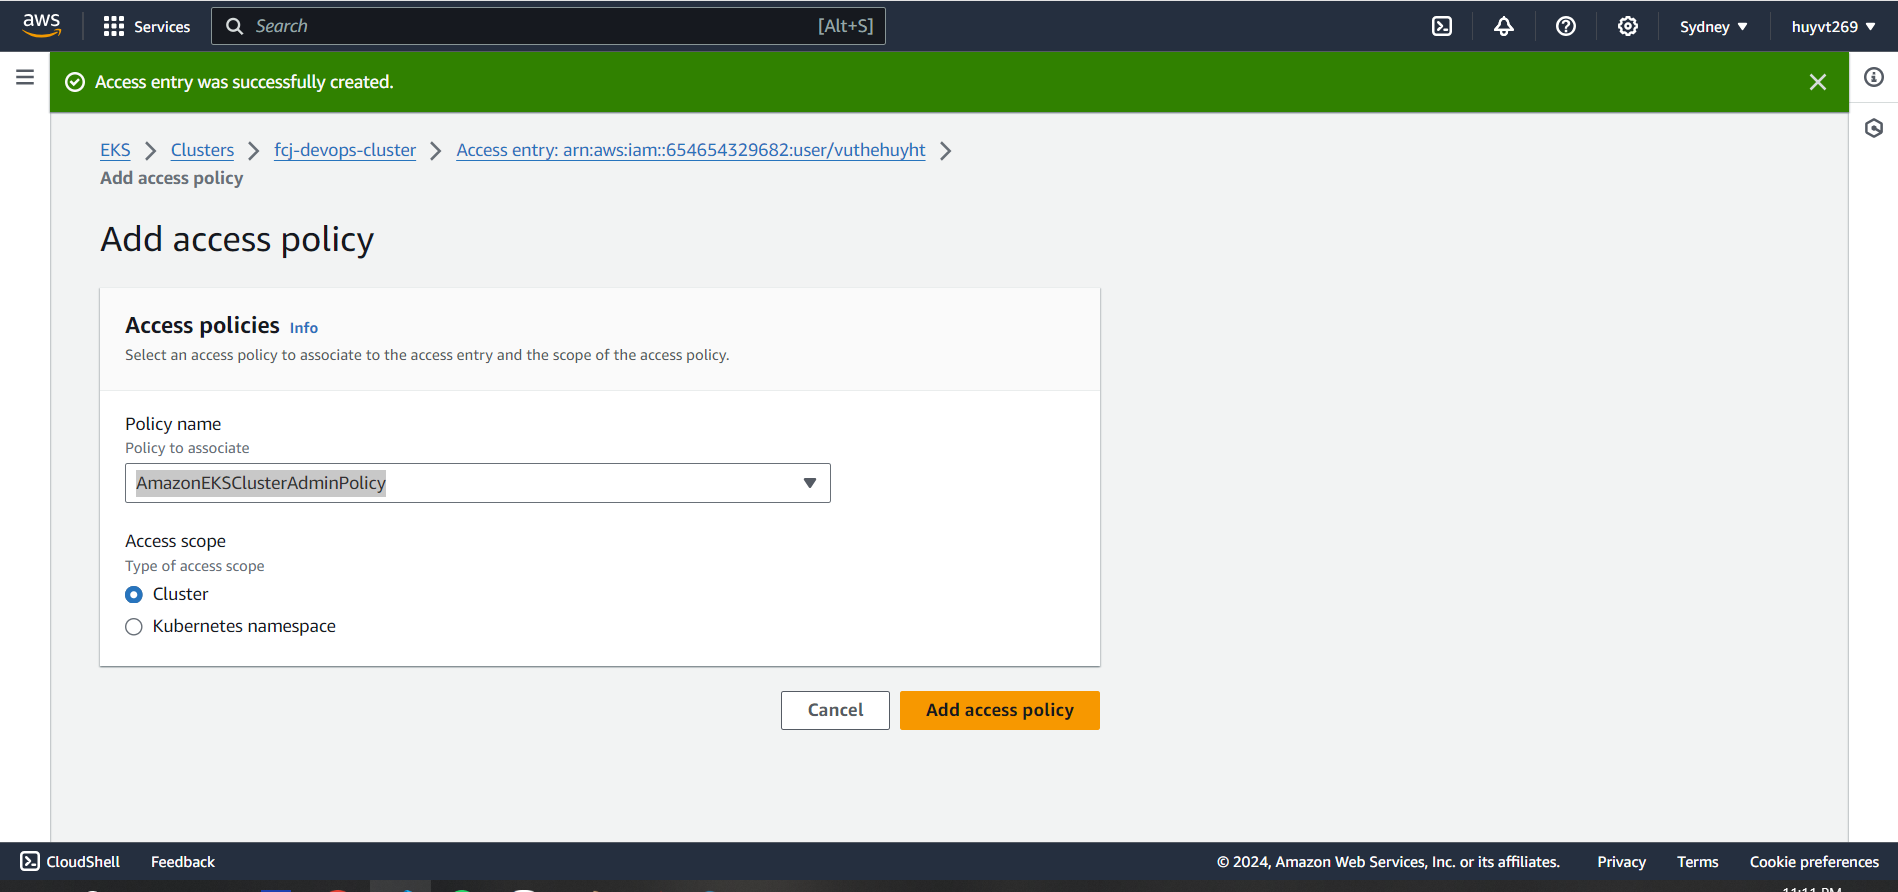 aws
Services
Search
[Alt+S]
Sydney
huyvt269
Access entry was successfully created.
EKS
Clusters
fcj-devops-cluster
Access entry: arn:aws:iam::654654329682:user/vuthehuyht
Add access policy
Add access policy
Access policies Info
Select an access policy to associate to the access entry and the scope of the access policy.
Policy name
Policy to associate
AmazonEKSClusterAdminPolicy
Access scope
Type of access scope
Cluster
Kubernetes namespace
Cancel
Add access policy
CloudShell
Feedback
© 2024, Amazon Web Services, Inc. or its affiliates.
Privacy
Terms
Cookie preferences
11:11 PM